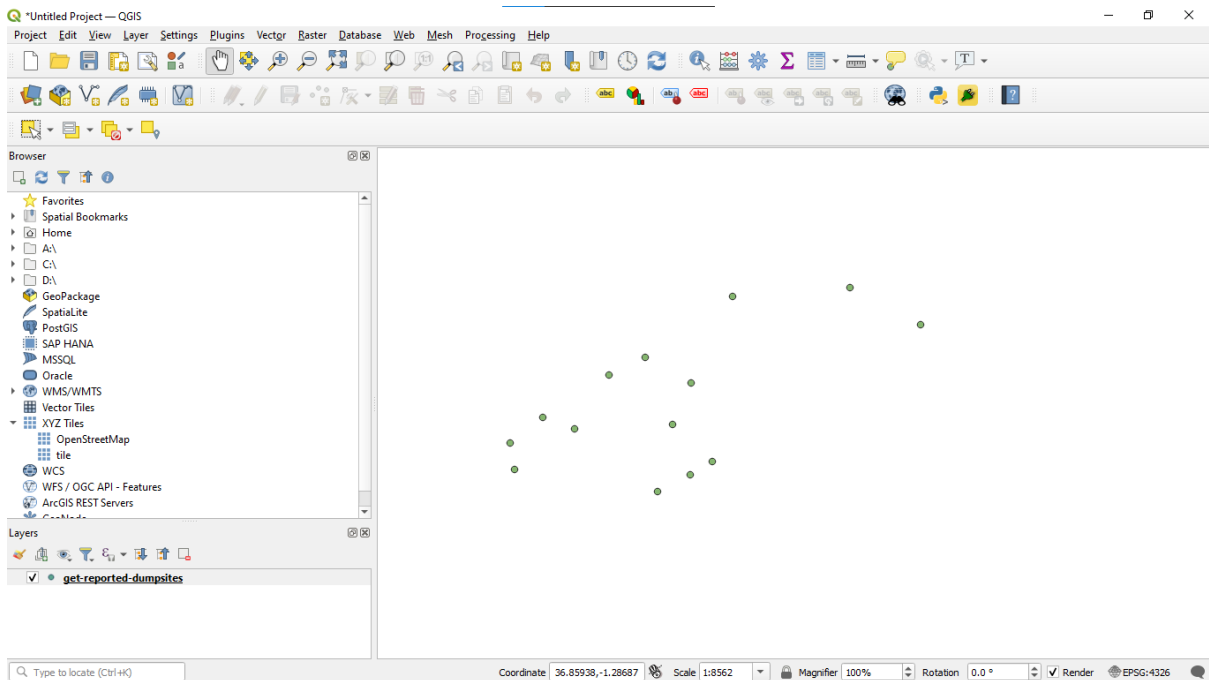 *Untitled Project — QGIS
Project Edit View Layer Settings Plugins Vector Raster Database Web Mesh Processing Help
Browser
Favorites
Spatial Bookmarks
Home
A:\
C:\
D:\
GeoPackage
SpatiaLite
PostGIS
SAP HANA
MSSQL
Oracle
WMS/WMTS
Vector Tiles
XYZ Tiles
OpenStreetMap
tile
WCS
WFS / OGC API - Features
ArcGIS REST Servers
Layers
get-reported-dumpsites
Type to locate (Ctrl+K) Coordinate 36.85938,-1.28687 Scale 1:8562 Magnifier 100% Rotation 0.0 ° Render EPSG:4326